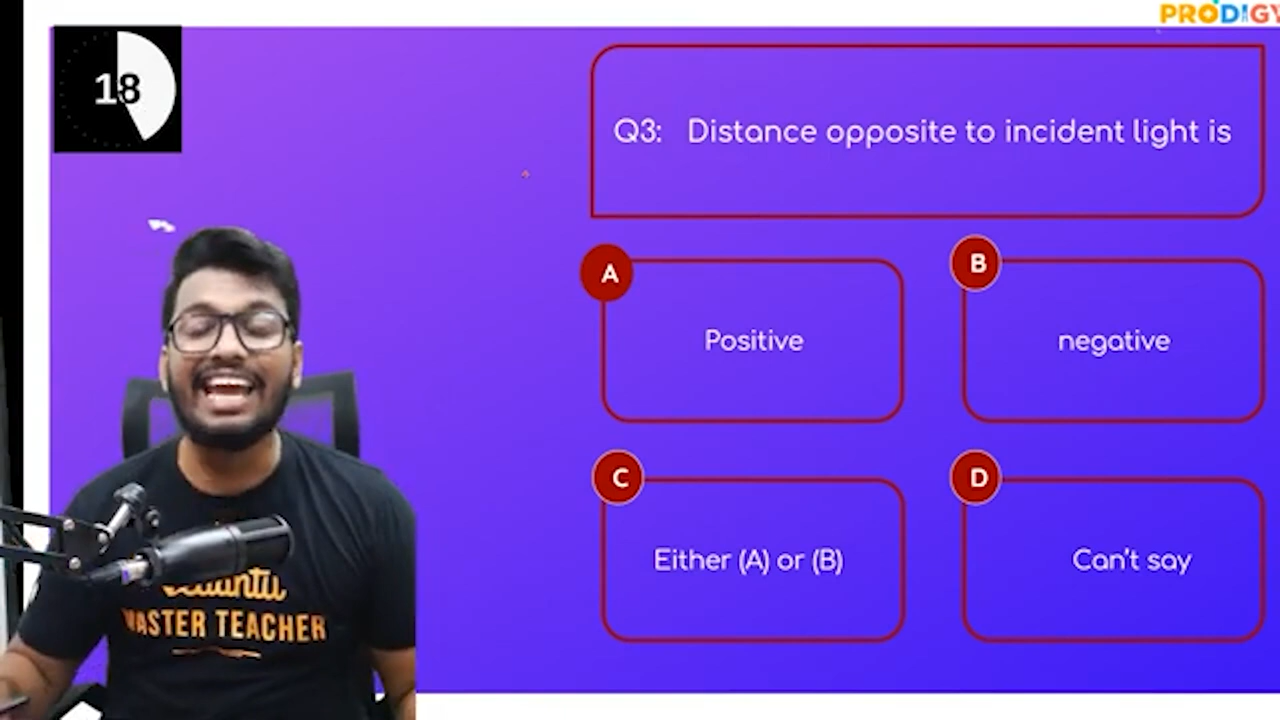 PRODIGY
18
Q3: Distance opposite to incident light is
A
Positive
B
negative
C
Either (A) or (B)
D
Can't say
MASTER TEACHER